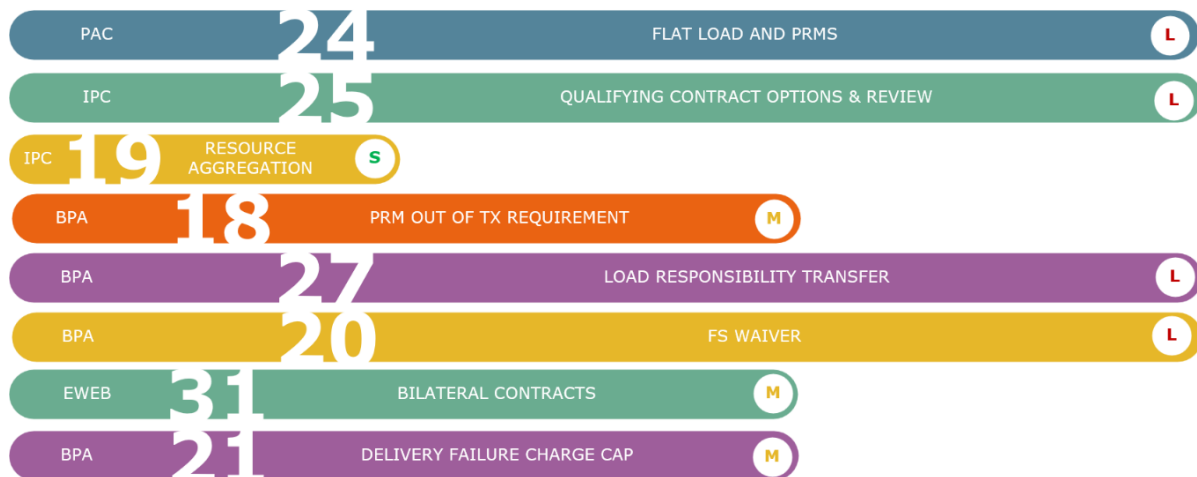 PAC 24 FLAT LOAD AND PRMS L
IPC 25 QUALIFYING CONTRACT OPTIONS & REVIEW L
IPC 19 RESOURCE
AGGREGATION S
BPA 18 PRM OUT OF TX REQUIREMENT M
BPA 27 LOAD RESPONSIBILITY TRANSFER L
BPA 20 FS WAIVER L
EWEB 31 BILATERAL CONTRACTS M
BPA 21 DELIVERY FAILURE CHARGE CAP M